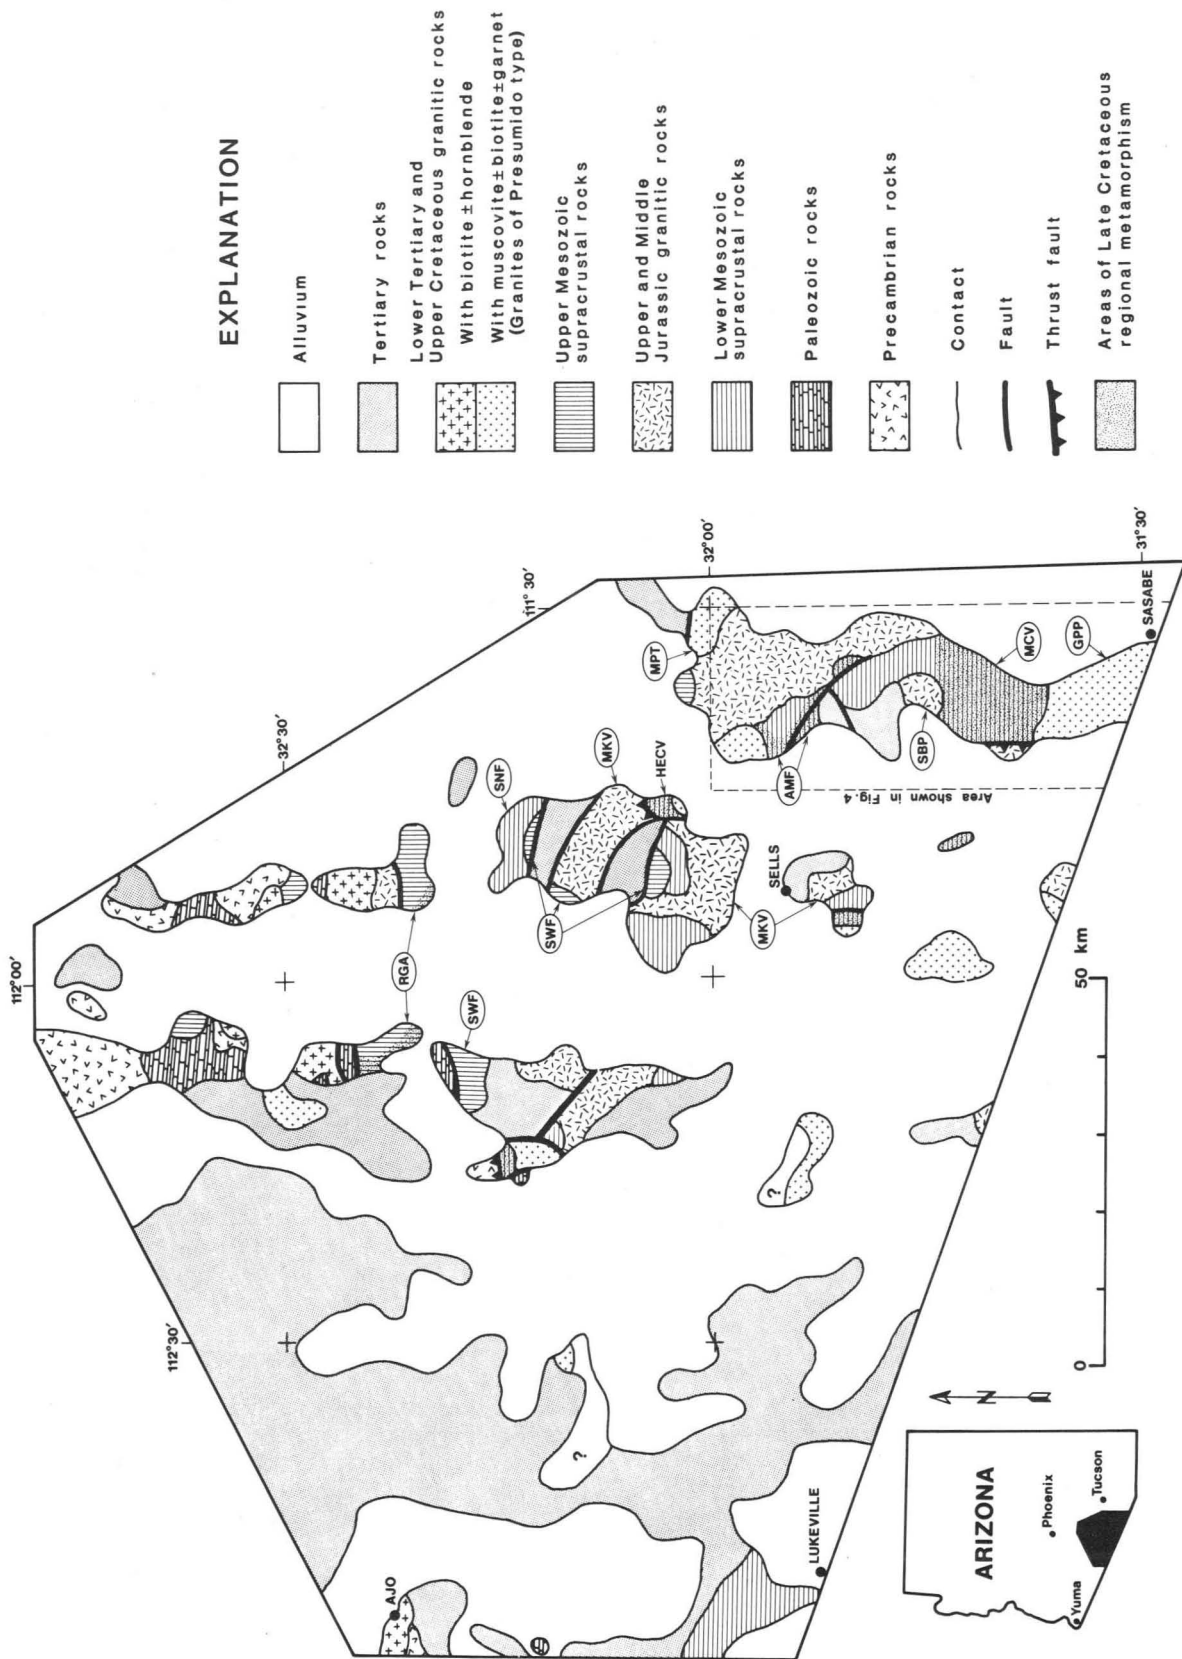 EXPLANATION
Alluvium
Tertiary rocks
Lower Tertiary and
Upper Cretaceous granitic rocks
With biotite ± hornblende
With muscovite±biotite±garnet
(Granites of Presumido type)
Upper Mesozoic
supracrustal rocks
Upper and Middle
Jurassic granitic rocks
Lower Mesozoic
supracrustal rocks
Paleozoic rocks
Precambrian rocks
Contact
Fault
Thrust fault
Areas of Late Cretaceous
regional metamorphism
112°30′
112°00′
32°30′
111°30′
32°00′
31°30′
AJO
LUKEVILLE
?
?
RGA
SWF
SWF
SNF
MKV
HECV
MKV
SELLS
MPT
AMF
SBP
MCV
GPP
SASABE
Area shown in Fig. 4
0
50 km
N
ARIZONA
Phoenix
Tucson
Yuma